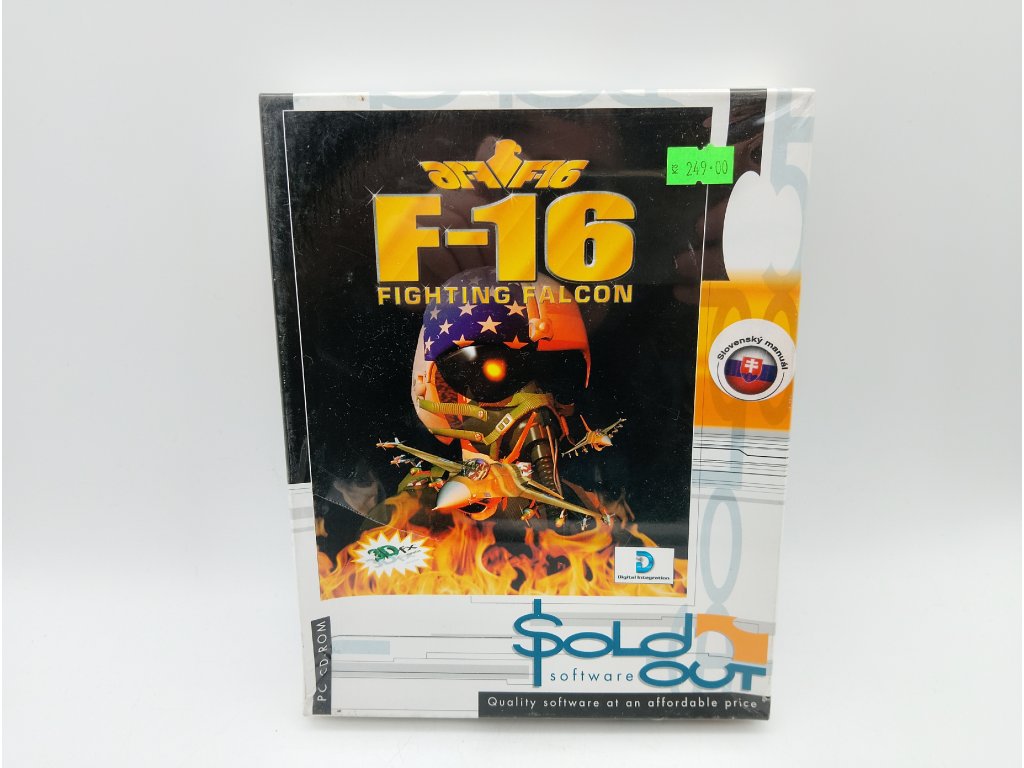 F-16
F-16
FIGHTING FALCON
Kč 249.00
Slovenský manuál
3Dfx
D
Digital Integration
PC CD-ROM
$OLD
software OUT
Quality software at an affordable price